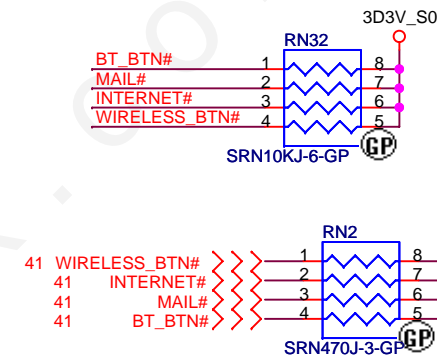 3D3V_S0
RN32
BT_BTN# 1 8
MAIL# 2 7
INTERNET# 3 6
WIRELESS_BTN# 4 5
SRN10KJ-6-GP
GP
RN2
41 WIRELESS_BTN# 1 8
41 INTERNET# 2 7
41 MAIL# 3 6
41 BT_BTN# 4 5
SRN470J-3-GP
GP